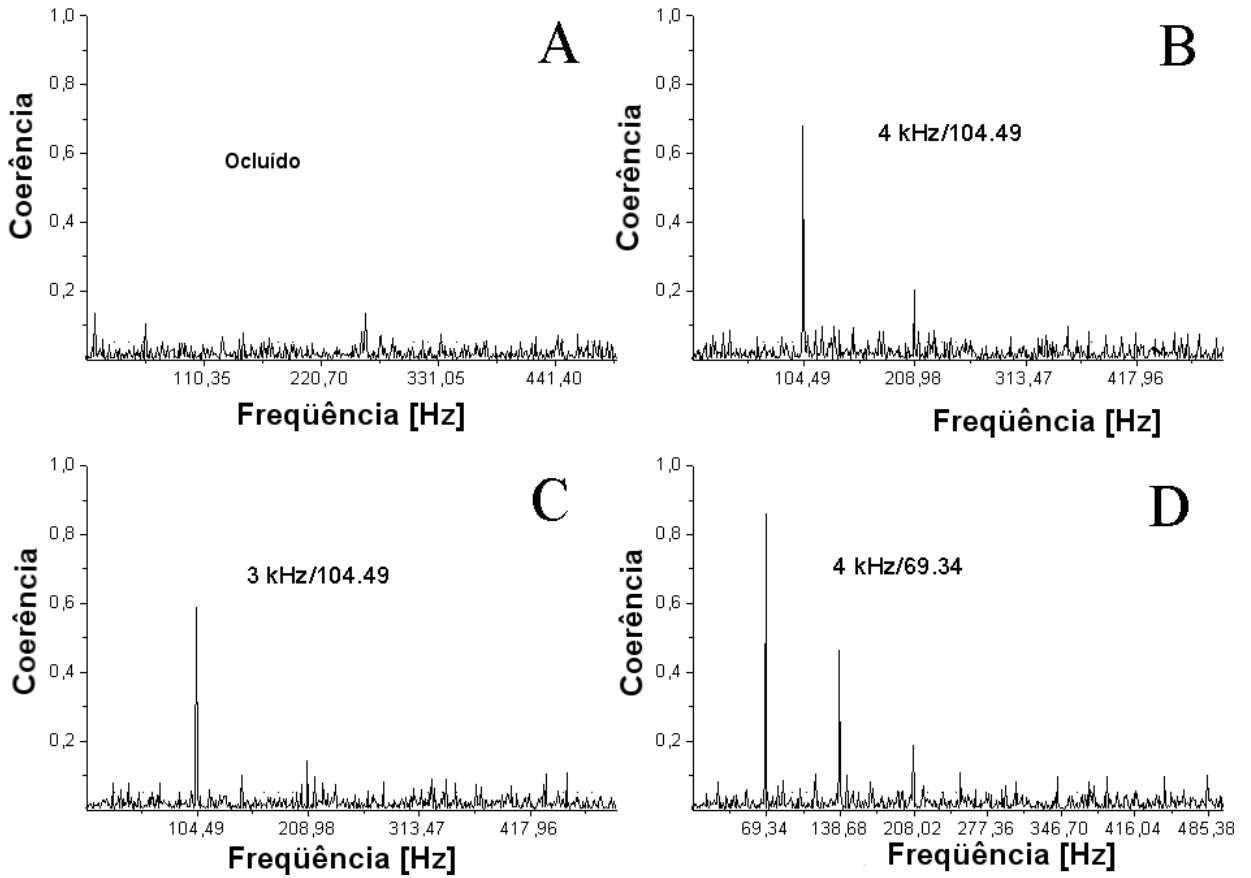 A
Coerência
1,0
0,8
0,6
0,4
0,2
Ocluído
110,35 220,70 331,05 441,40
Freqüência [Hz]
B
Coerência
1,0
0,8
0,6
0,4
0,2
4 kHz/104.49
104,49 208,98 313,47 417,96
Freqüência [Hz]
C
Coerência
1,0
0,8
0,6
0,4
0,2
3 kHz/104.49
104,49 208,98 313,47 417,96
Freqüência [Hz]
D
Coerência
1,0
0,8
0,6
0,4
0,2
4 kHz/69.34
69,34 138,68 208,02 277,36 346,70 416,04 485,38
Freqüência [Hz]